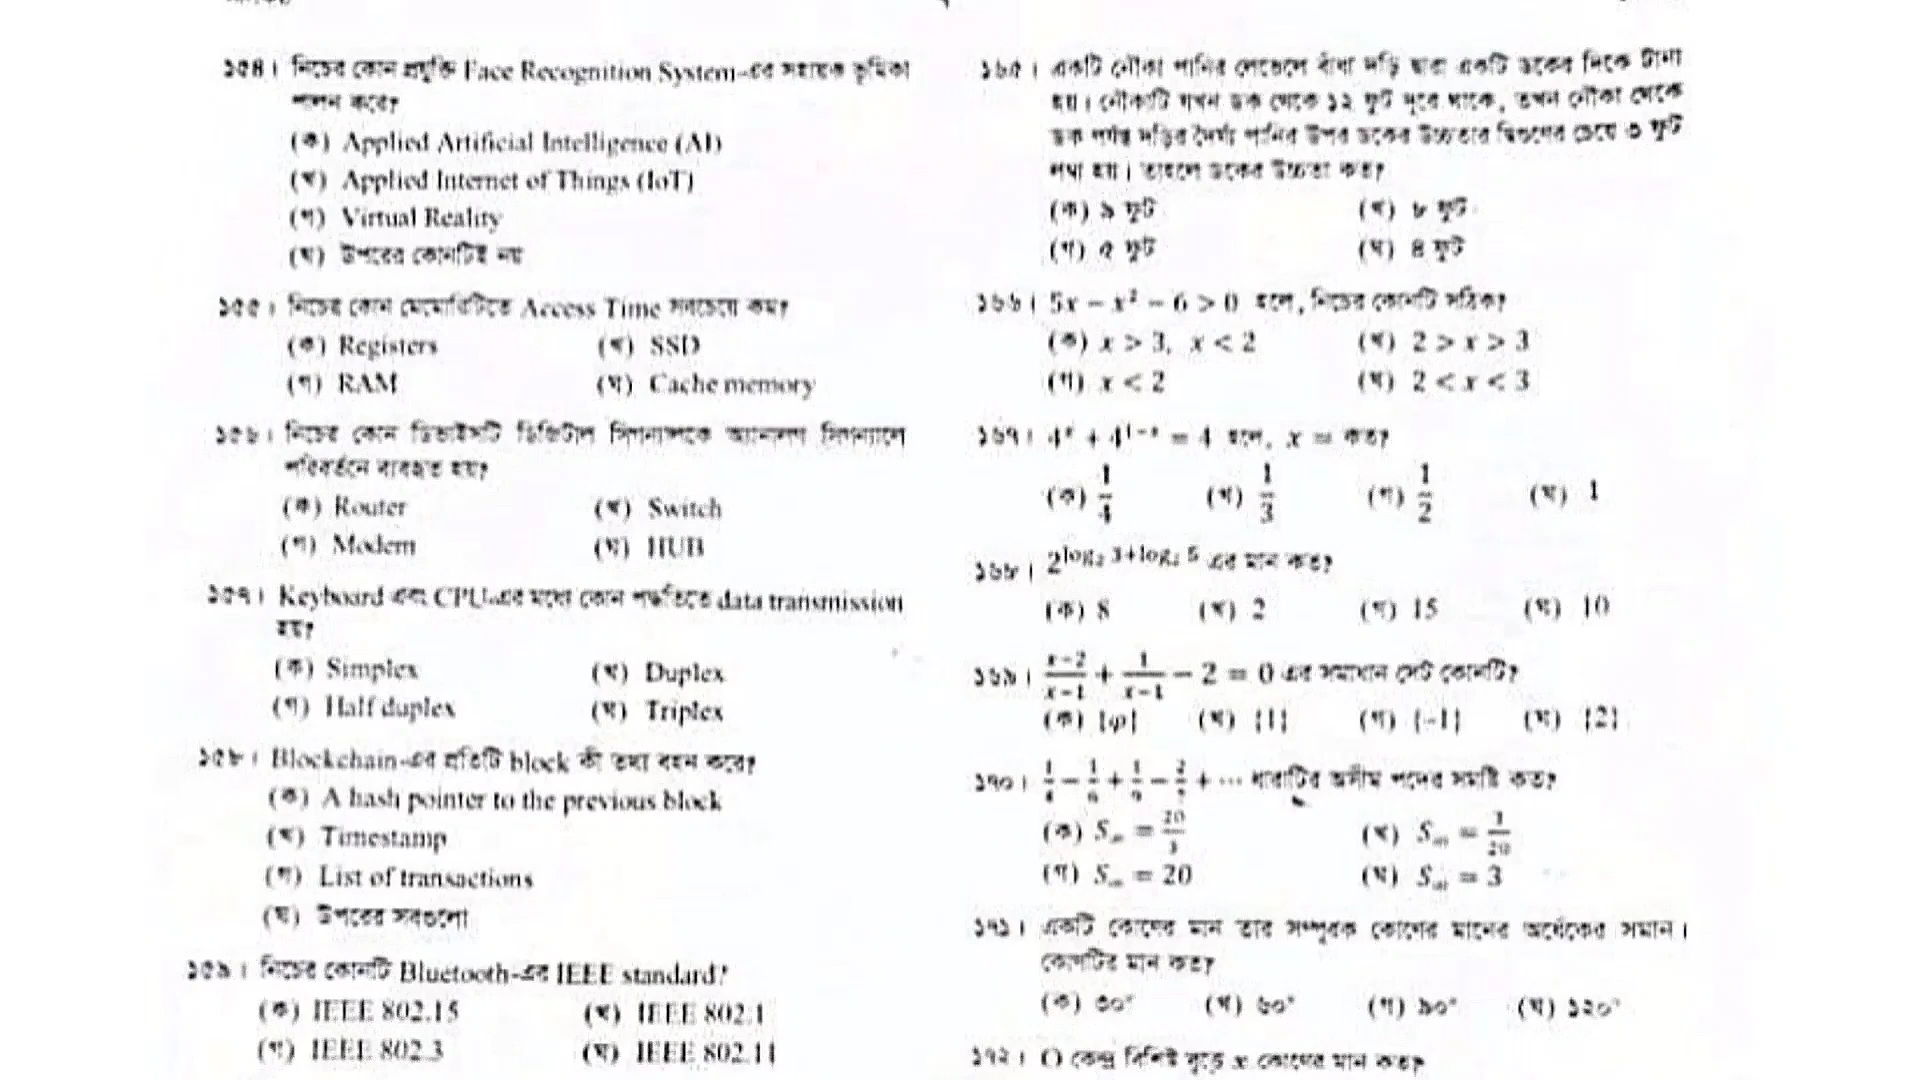 ১৫৪। নিচের কোন প্রযুক্তি Face Recognition System-এর সহায়ক ভূমিকা
পালন করে?
(ক) Applied Artificial Intelligence (AI)
(খ) Applied Internet of Things (IoT)
(গ) Virtual Reality
(ঘ) উপরের কোনটিই নয়
১৫৫। নিচের কোন মেমোরিটিতে Access Time সবচেয়ে কম?
(ক) Registers
(খ) SSD
(গ) RAM
(ঘ) Cache memory
১৫৬। নিচের কোন ডিভাইসটি ডিজিটাল সিগনালকে অ্যানালগ সিগন্যালে
পরিবর্তনে ব্যবহৃত হয়?
(ক) Router
(খ) Switch
(গ) Modem
(ঘ) HUB
১৫৭। Keyboard এবং CPU-এর মধ্যে কোন পদ্ধতিতে data transmission
হয়?
(ক) Simplex
(খ) Duplex
(গ) Half duplex
(ঘ) Triplex
১৫৮। Blockchain-এর প্রতিটি block কী তথ্য বহন করে?
(ক) A hash pointer to the previous block
(খ) Timestamp
(গ) List of transactions
(ঘ) উপরের সবগুলো
১৫৯। নিচের কোনটি Bluetooth-এর IEEE standard?
(ক) IEEE 802.15
(খ) IEEE 802.1
(গ) IEEE 802.3
(ঘ) IEEE 802.11
১৬৫। একটি নৌকা পানির লেভেলে বাঁধা দড়ি দ্বারা একটি ডকের দিকে টানা
হয়। নৌকাটি যখন ডক থেকে ১২ ফুট দূরে থাকে, তখন নৌকা থেকে
ডক পর্যন্ত দড়ির দৈর্ঘ্য পানির উপর ডকের উচ্চতার দ্বিগুণের চেয়ে ৩ ফুট
লম্বা হয়। তাহলে ডকের উচ্চতা কত?
(ক) ৯ ফুট
(খ) ৮ ফুট
(গ) ৫ ফুট
(ঘ) ৪ ফুট
১৬৬। 5x − x² − 6 > 0 হলে, নিচের কোনটি সঠিক?
(ক) x > 3, x < 2
(খ) 2 > x > 3
(গ) x < 2
(ঘ) 2 < x < 3
১৬৭। 4ˣ + 4¹⁻ˣ = 4 হলে, x = কত?
(ক) 1/4 (খ) 1/3 (গ) 1/2 (ঘ) 1
১৬৮। 2^(log₂ 3+log₂ 5) এর মান কত?
(ক) 8 (খ) 2 (গ) 15 (ঘ) 10
১৬৯। (x−2)/(x−1) + 1/(x−1) − 2 = 0 এর সমাধান সেট কোনটি?
(ক) {φ} (খ) {1} (গ) {-1} (ঘ) {2}
১৭০। ধারাটির অসীম পদের সমষ্টি কত?
(ক) S∞ = 20/3
(খ) S∞ = 3/20
(গ) S∞ = 20
(ঘ) S∞ = 3
১৭১। একটি কোণের মান তার সম্পূরক কোণের মানের অর্ধেকের সমান।
কোণটির মান কত?
(ক) ৩০° (খ) ৬০° (গ) ৯০° (ঘ) ১২০°
১৭২। O কেন্দ্র বিশিষ্ট বৃত্তে x কোণের মান কত?